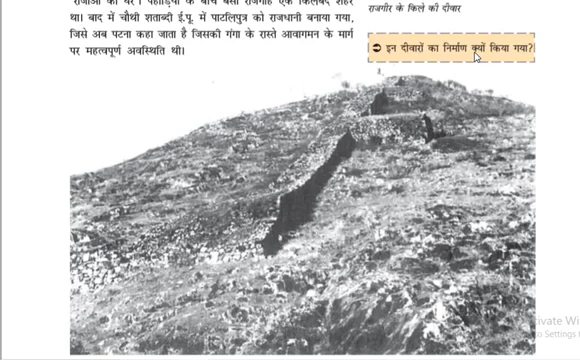 राजाओं का घर'। पहाड़ियों के बीच बसा राजगाह एक किलेबंद शहर
था। बाद में चौथी शताब्दी ई.पू. में पाटलिपुत्र को राजधानी बनाया गया,
जिसे अब पटना कहा जाता है जिसकी गंगा के रास्ते आवागमन के मार्ग
पर महत्वपूर्ण अवस्थिति थी।
राजगीर के किले की दीवार
➲ इन दीवारों का निर्माण क्यों किया गया?